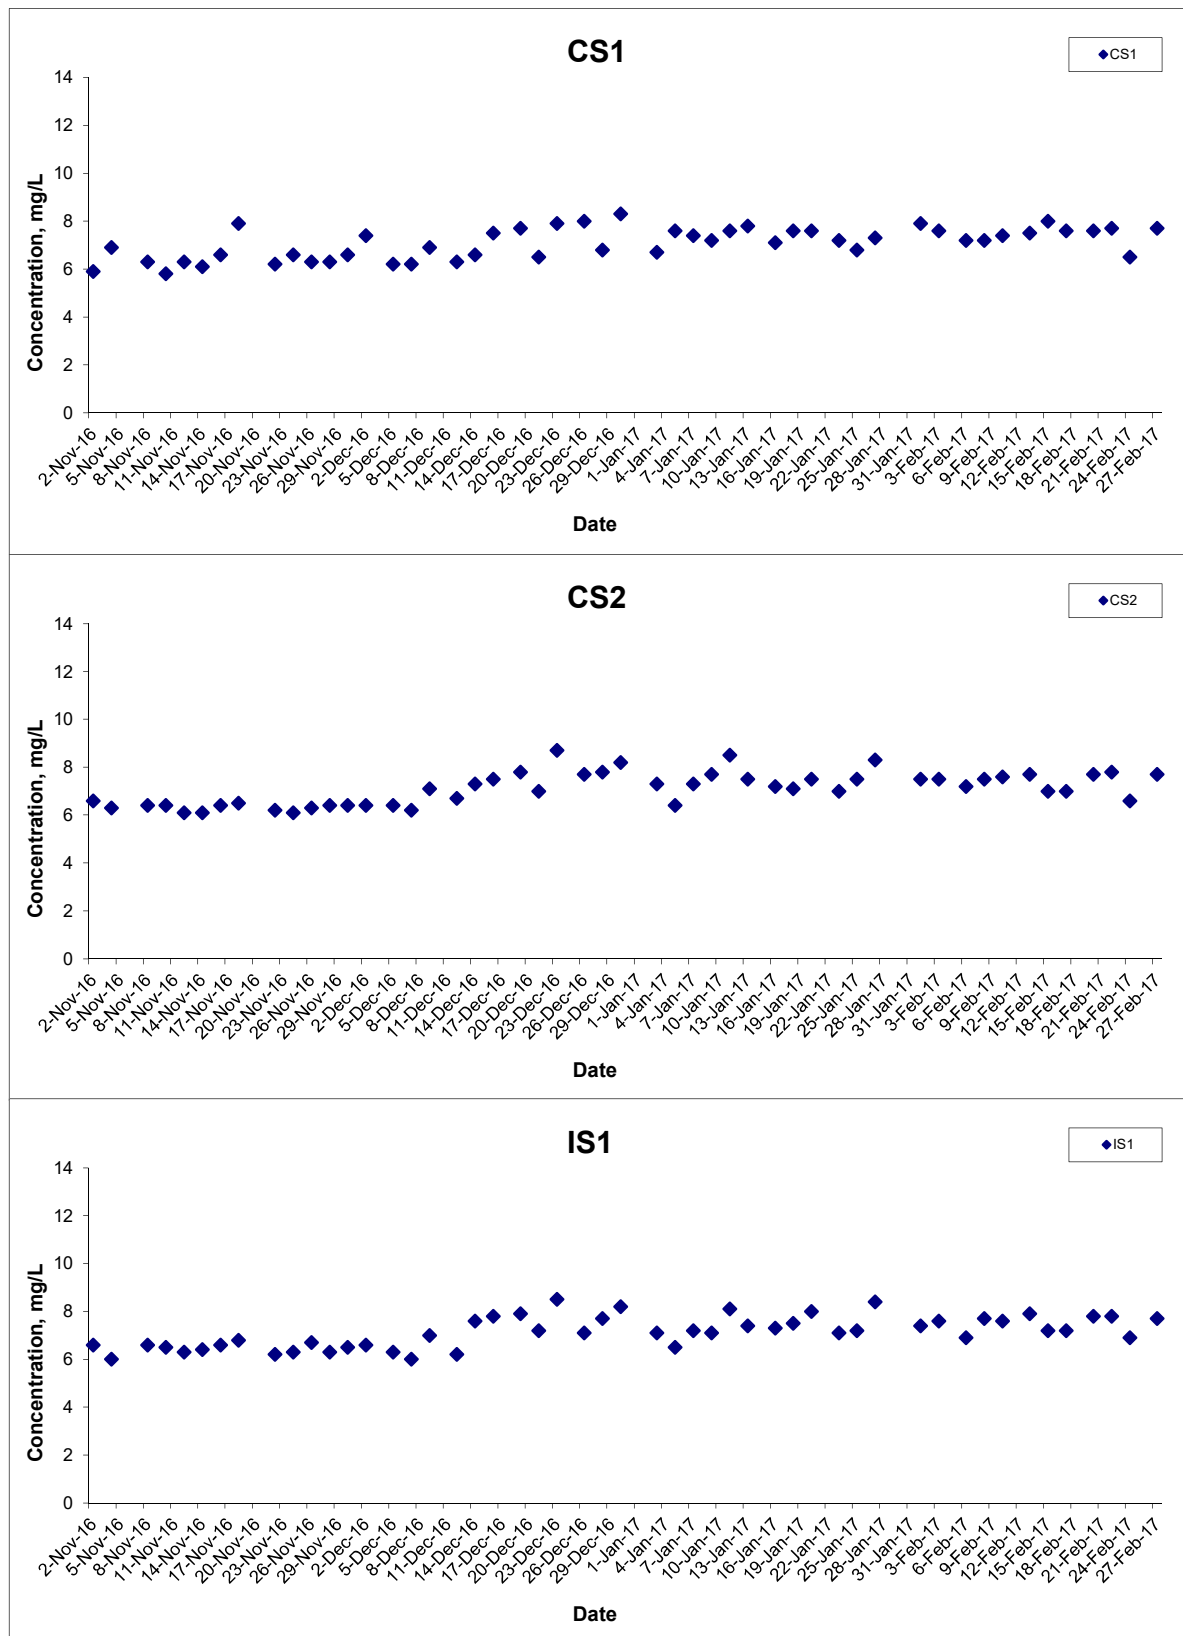 CS1
CS1
14
12
10
8
6
4
2
0
Concentration, mg/L
2-Nov-16
5-Nov-16
8-Nov-16
11-Nov-16
14-Nov-16
17-Nov-16
20-Nov-16
23-Nov-16
26-Nov-16
29-Nov-16
2-Dec-16
5-Dec-16
8-Dec-16
11-Dec-16
14-Dec-16
17-Dec-16
20-Dec-16
23-Dec-16
26-Dec-16
29-Dec-16
1-Jan-17
4-Jan-17
7-Jan-17
10-Jan-17
13-Jan-17
16-Jan-17
19-Jan-17
22-Jan-17
25-Jan-17
28-Jan-17
31-Jan-17
3-Feb-17
6-Feb-17
9-Feb-17
12-Feb-17
15-Feb-17
18-Feb-17
21-Feb-17
24-Feb-17
27-Feb-17
Date
CS2
CS2
14
12
10
8
6
4
2
0
Concentration, mg/L
2-Nov-16
5-Nov-16
8-Nov-16
11-Nov-16
14-Nov-16
17-Nov-16
20-Nov-16
23-Nov-16
26-Nov-16
29-Nov-16
2-Dec-16
5-Dec-16
8-Dec-16
11-Dec-16
14-Dec-16
17-Dec-16
20-Dec-16
23-Dec-16
26-Dec-16
29-Dec-16
1-Jan-17
4-Jan-17
7-Jan-17
10-Jan-17
13-Jan-17
16-Jan-17
19-Jan-17
22-Jan-17
25-Jan-17
28-Jan-17
31-Jan-17
3-Feb-17
6-Feb-17
9-Feb-17
12-Feb-17
15-Feb-17
18-Feb-17
21-Feb-17
24-Feb-17
27-Feb-17
Date
IS1
IS1
14
12
10
8
6
4
2
0
Concentration, mg/L
2-Nov-16
5-Nov-16
8-Nov-16
11-Nov-16
14-Nov-16
17-Nov-16
20-Nov-16
23-Nov-16
26-Nov-16
29-Nov-16
2-Dec-16
5-Dec-16
8-Dec-16
11-Dec-16
14-Dec-16
17-Dec-16
20-Dec-16
23-Dec-16
26-Dec-16
29-Dec-16
1-Jan-17
4-Jan-17
7-Jan-17
10-Jan-17
13-Jan-17
16-Jan-17
19-Jan-17
22-Jan-17
25-Jan-17
28-Jan-17
31-Jan-17
3-Feb-17
6-Feb-17
9-Feb-17
12-Feb-17
15-Feb-17
18-Feb-17
21-Feb-17
24-Feb-17
27-Feb-17
Date